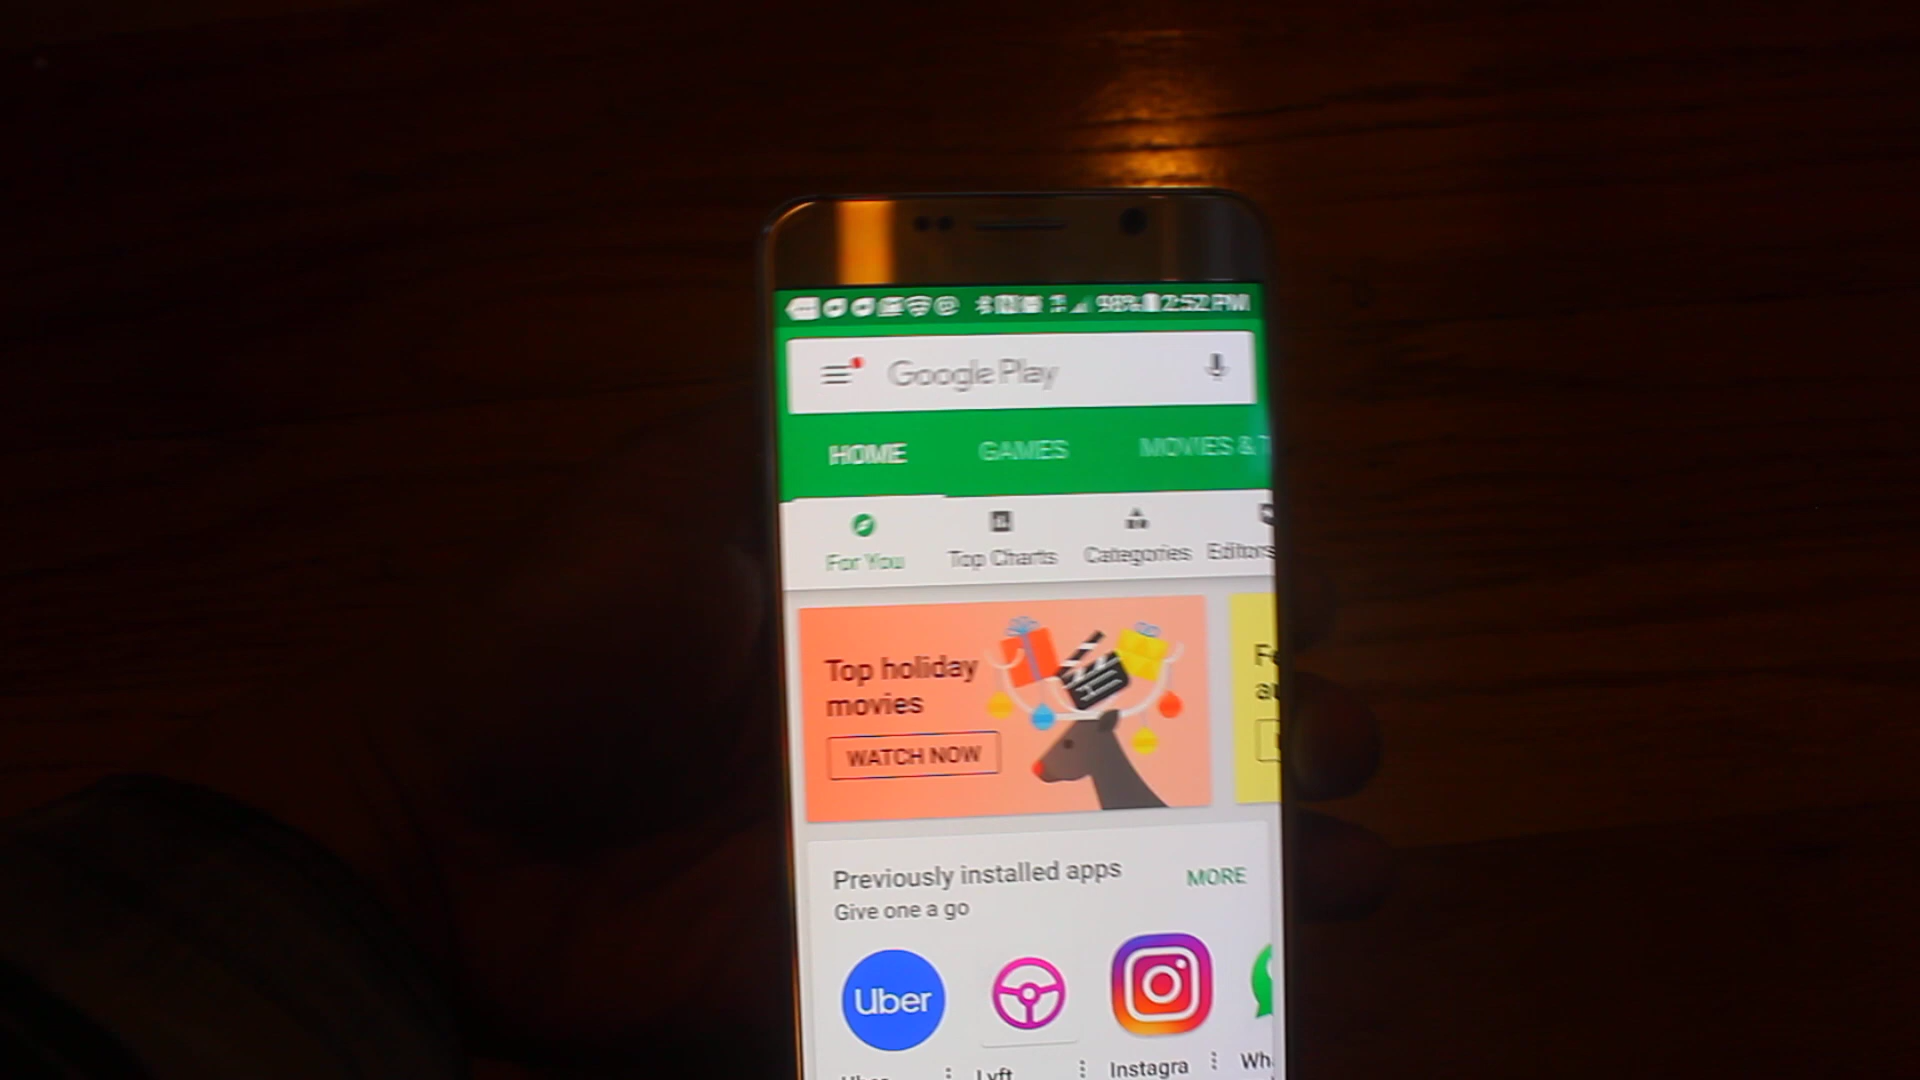 98% 2:52 PM
Google Play
HOME GAMES MOVIES & T
For You Top Charts Categories Editors
Top holiday
movies
WATCH NOW
Previously installed apps
MORE
Give one a go
Uber
Lyft Instagra Wh